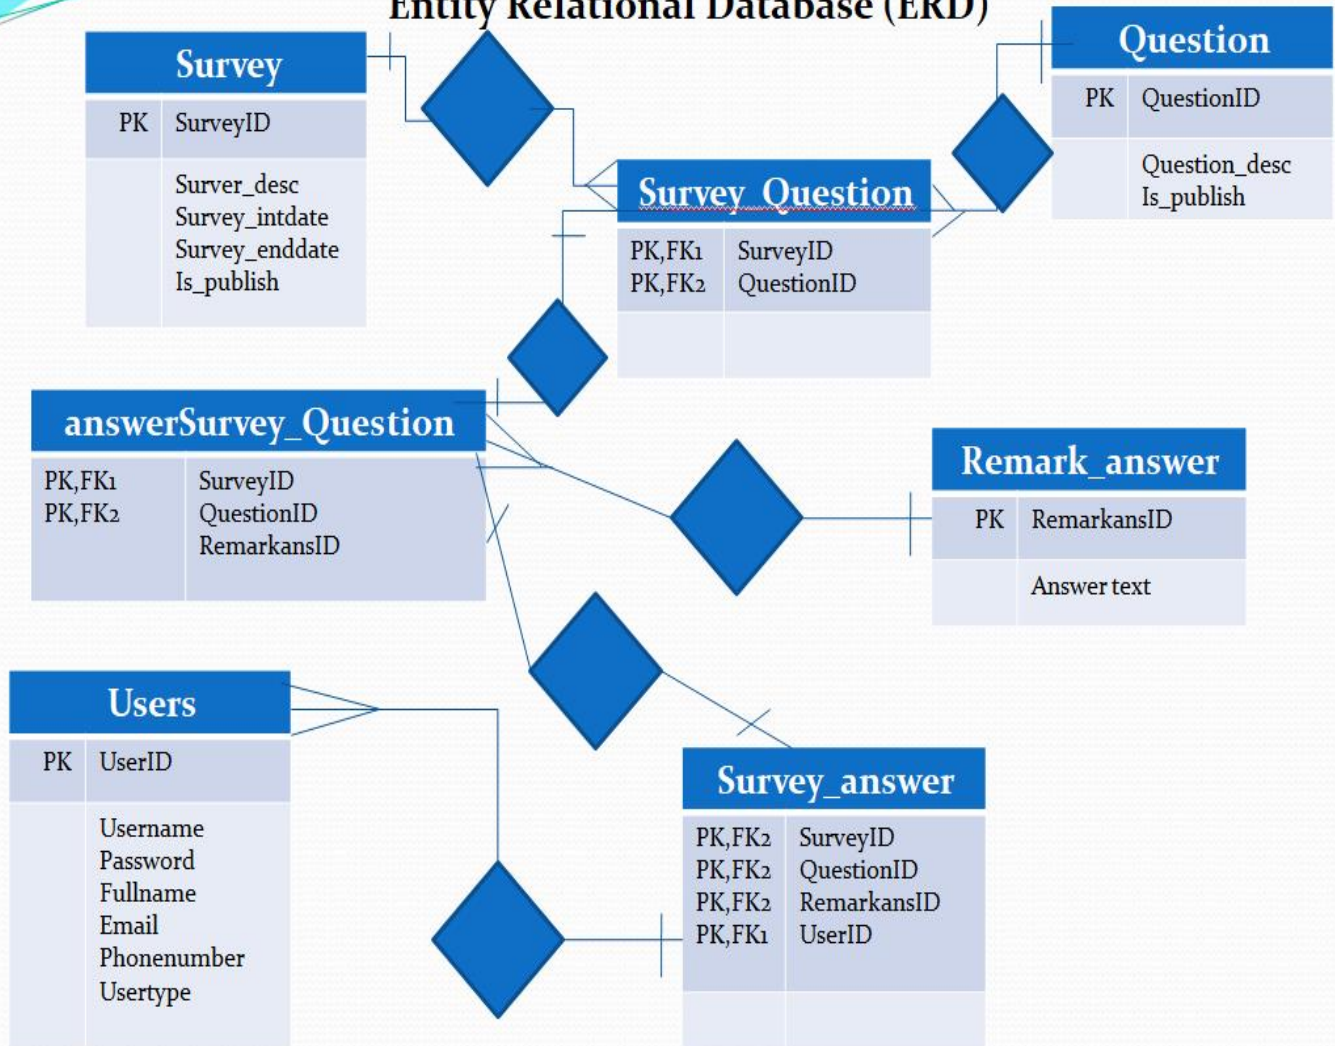 Entity Relational Database (ERD)
Survey
PK SurveyID
Surver_desc
Survey_intdate
Survey_enddate
Is_publish
Question
PK QuestionID
Question_desc
Is_publish
Survey_Question
PK,FK1 SurveyID
PK,FK2 QuestionID
answerSurvey_Question
PK,FK1 SurveyID
PK,FK2 QuestionID
RemarkansID
Remark_answer
PK RemarkansID
Answer text
Users
PK UserID
Username
Password
Fullname
Email
Phonenumber
Usertype
Survey_answer
PK,FK2 SurveyID
PK,FK2 QuestionID
PK,FK2 RemarkansID
PK,FK1 UserID